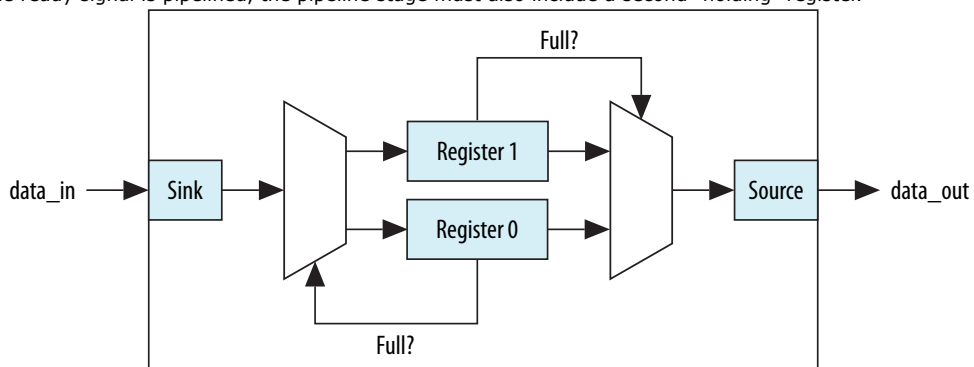 ready signal is pipelined, the pipeline stage must also include a second "holding" register.
Full?
Register 1
data_in
Sink
Source
data_out
Register 0
Full?